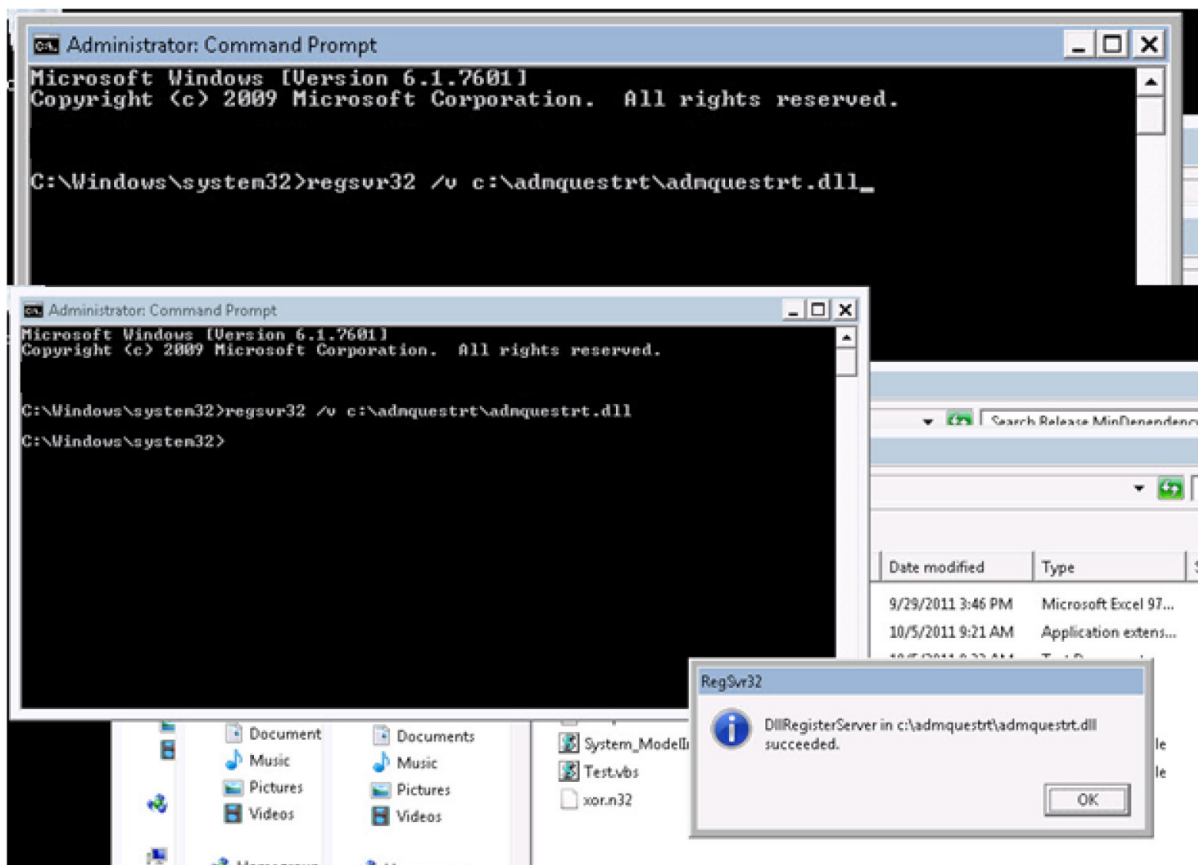 Administrator: Command Prompt
Microsoft Windows [Version 6.1.7601]
Copyright (c) 2009 Microsoft Corporation.  All rights reserved.
C:\Windows\system32>regsvr32 /v c:\admquestrt\admquestrt.dll_
Administrator: Command Prompt
Microsoft Windows [Version 6.1.7601]
Copyright (c) 2009 Microsoft Corporation.  All rights reserved.
C:\Windows\system32>regsvr32 /v c:\admquestrt\admquestrt.dll
C:\Windows\system32>
Search Release MinDependency
Date modified Type
9/29/2011 3:46 PM Microsoft Excel 97...
10/5/2011 9:21 AM Application extens...
RegSvr32
DllRegisterServer in c:\admquestrt\admquestrt.dll
succeeded.
OK
Document Documents System_ModelI
Music Music Test.vbs
Pictures Pictures xor.n32
Videos Videos